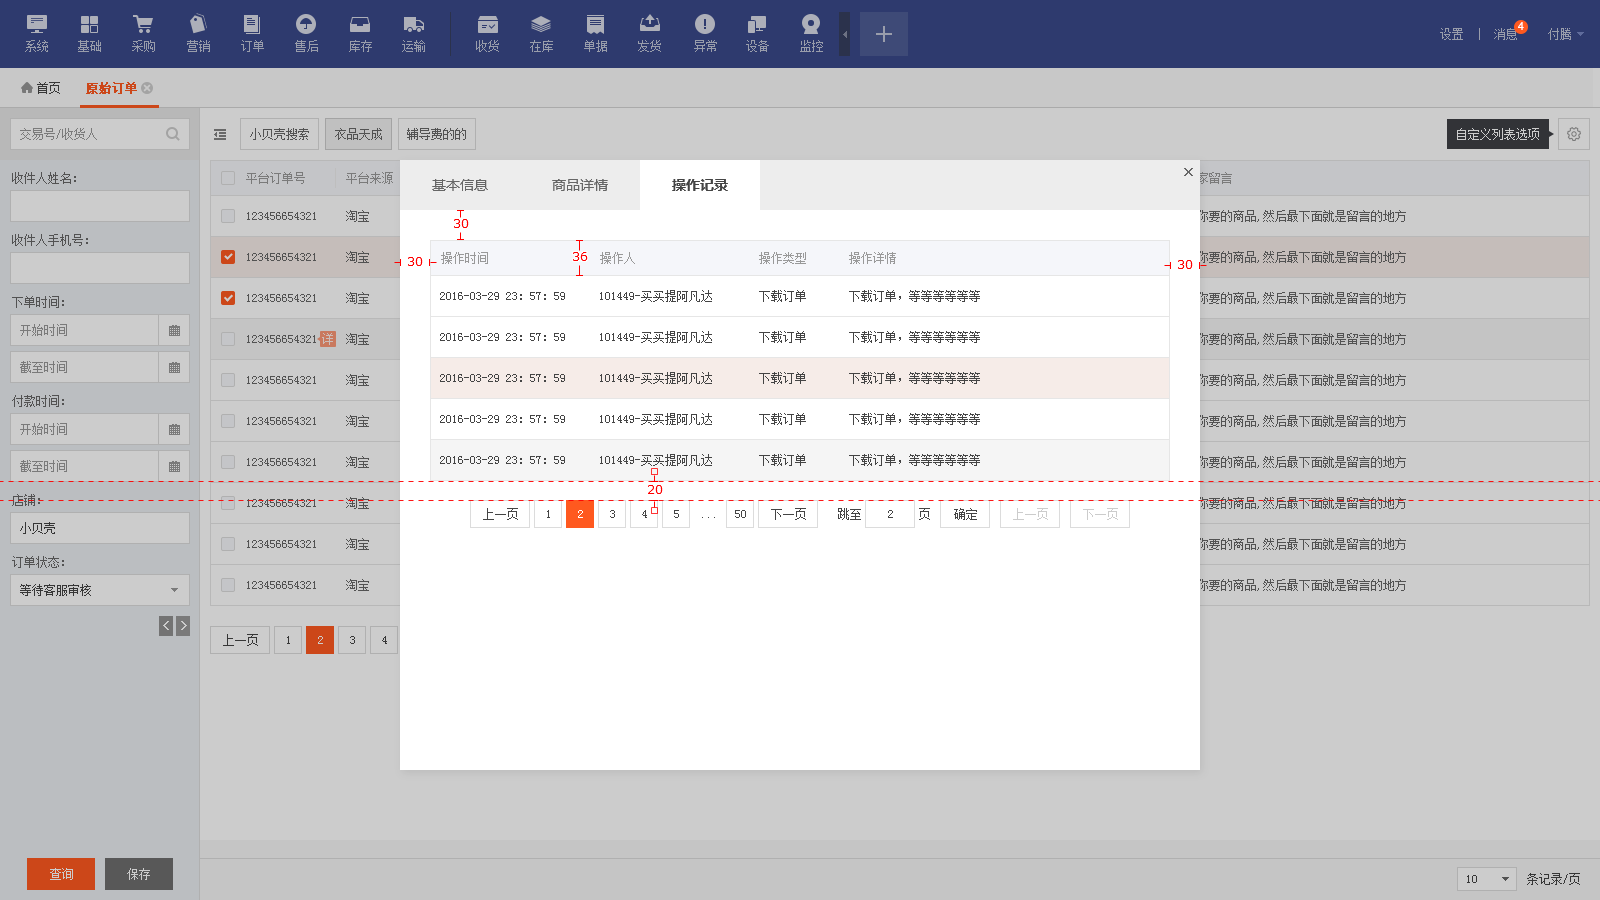 系统 基础 采购 营销 订单 售后 库存 运输 收货 在库 单据 发货 异常 设备 监控
设置 | 消息 4 付腾
首页 原始订单
交易号/收货人
小贝壳搜索 衣品天成 辅导费的的
自定义列表选项
收件人姓名:
收件人手机号:
下单时间:
开始时间
截至时间
付款时间:
开始时间
截至时间
店铺:
小贝壳
订单状态:
等待客服审核
查询 保存
平台订单号 平台来源 家留言
123456654321 淘宝 你要的商品, 然后最下面就是留言的地方
123456654321 淘宝 你要的商品, 然后最下面就是留言的地方
123456654321 淘宝 你要的商品, 然后最下面就是留言的地方
123456654321 详 淘宝 你要的商品, 然后最下面就是留言的地方
123456654321 淘宝 你要的商品, 然后最下面就是留言的地方
123456654321 淘宝 你要的商品, 然后最下面就是留言的地方
123456654321 淘宝 你要的商品, 然后最下面就是留言的地方
123456654321 淘宝 你要的商品, 然后最下面就是留言的地方
123456654321 淘宝 你要的商品, 然后最下面就是留言的地方
123456654321 淘宝 你要的商品, 然后最下面就是留言的地方
上一页 1 2 3 4
基本信息 商品详情 操作记录
30
30 36 30
操作时间 操作人 操作类型 操作详情
2016-03-29 23: 57: 59 101449-买买提阿凡达 下载订单 下载订单，等等等等等等
2016-03-29 23: 57: 59 101449-买买提阿凡达 下载订单 下载订单，等等等等等等
2016-03-29 23: 57: 59 101449-买买提阿凡达 下载订单 下载订单，等等等等等等
2016-03-29 23: 57: 59 101449-买买提阿凡达 下载订单 下载订单，等等等等等等
2016-03-29 23: 57: 59 101449-买买提阿凡达 下载订单 下载订单，等等等等等等
20
上一页 1 2 3 4 5 ... 50 下一页 跳至 2 页 确定 上一页 下一页
10 条记录/页